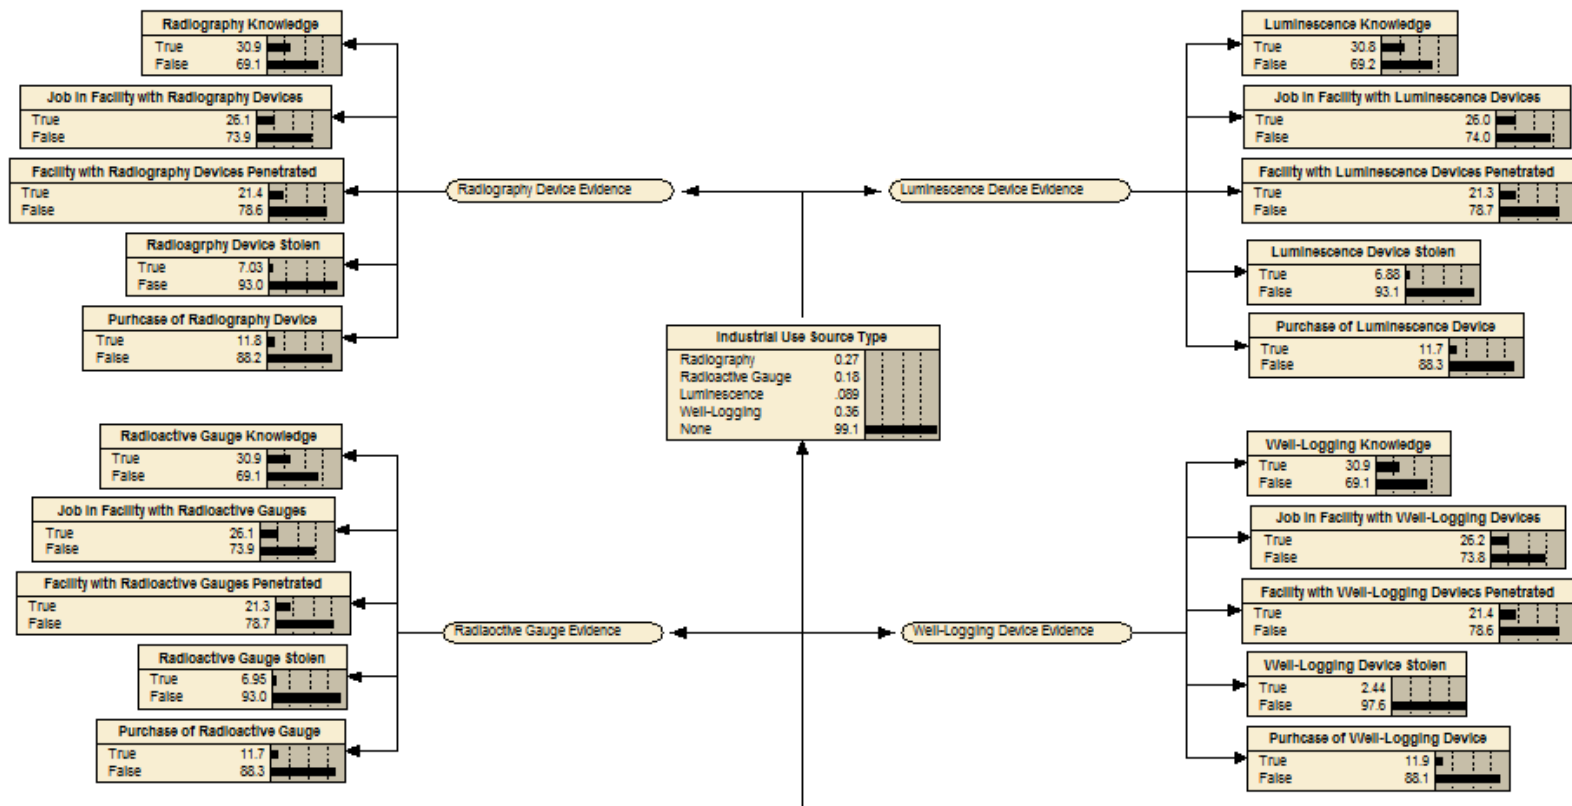 Radiography Knowledge
True 30.9
False 69.1
Job in Facility with Radiography Devices
True 26.1
False 73.9
Facility with Radiography Devices Penetrated
True 21.4
False 78.6
Radioagrphy Device Stolen
True 7.03
Fase 93.0
Purhcase of Radiography Device
True 11.8
False 88.2
Radiography Device Evidence
Luminescence Device Evidence
Luminescence Knowledge
True 30.8
False 69.2
Job in Facility with Luminescence Devices
True 26.0
False 74.0
Facility with Luminescence Devices Penetrated
True 21.3
False 78.7
Luminescence Device Stolen
True 6.88
False 93.1
Purchase of Luminescence Device
True 11.7
False 88.3
Industrial Use Source Type
Radiography 0.27
Radioactive Gauge 0.18
Luminescence .089
Well-Logging 0.36
None 99.1
Radioactive Gauge Knowledge
True 30.9
False 69.1
Job in Facility with Radioactive Gauges
True 26.1
False 73.9
Facility with Radioactive Gauges Penetrated
True 21.3
False 78.7
Radioactive Gauge Stolen
True 6.95
False 93.0
Purchase of Radioactive Gauge
True 11.7
False 88.3
Radiaoctive Gauge Evidence
Well-Logging Device Evidence
Well-Logging Knowledge
True 30.9
False 69.1
Job in Facility with Well-Logging Devices
True 26.2
False 73.8
Facility with Well-Logging Deviecs Penetrated
True 21.4
False 78.6
Well-Logging Device Stolen
True 2.44
False 97.6
Purhcase of Well-Logging Device
True 11.9
False 88.1